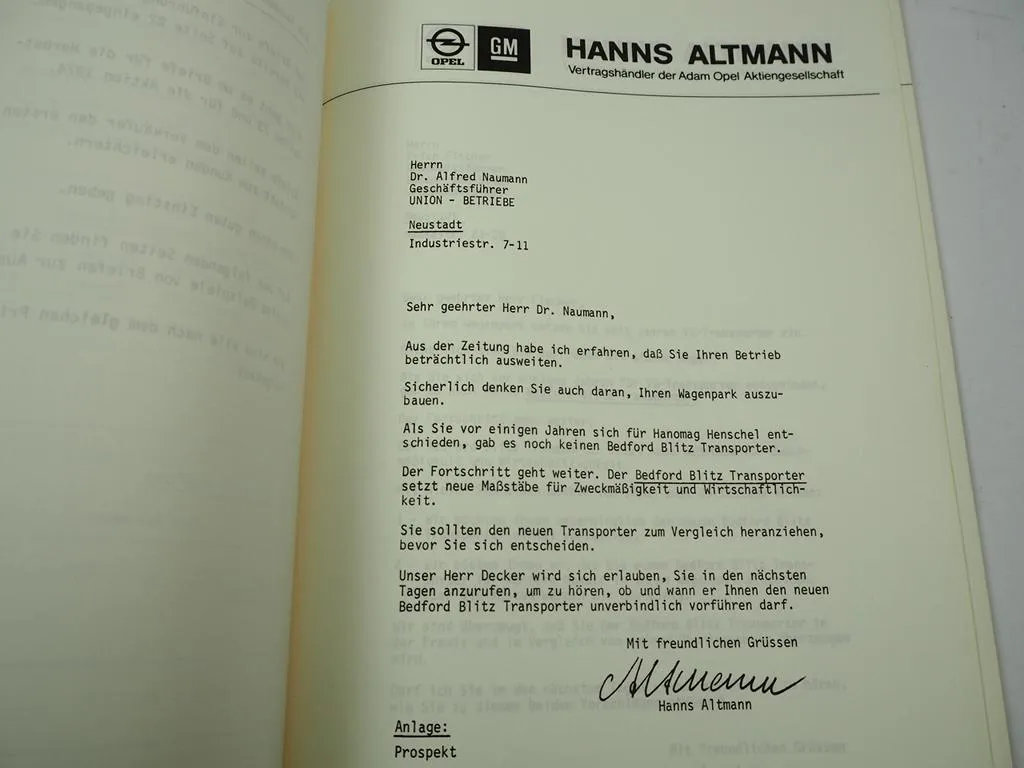 OPEL
GM
HANNS ALTMANN
Vertragshändler der Adam Opel Aktiengesellschaft
Herrn
Dr. Alfred Naumann
Geschäftsführer
UNION - BETRIEBE
Neustadt
Industriestr. 7-11
Sehr geehrter Herr Dr. Naumann,
Aus der Zeitung habe ich erfahren, daß Sie Ihren Betrieb
beträchtlich ausweiten.
Sicherlich denken Sie auch daran, Ihren Wagenpark auszu-
bauen.
Als Sie vor einigen Jahren sich für Hanomag Henschel ent-
schieden, gab es noch keinen Bedford Blitz Transporter.
Der Fortschritt geht weiter. Der Bedford Blitz Transporter
setzt neue Maßstäbe für Zweckmäßigkeit und Wirtschaftlich-
keit.
Sie sollten den neuen Transporter zum Vergleich heranziehen,
bevor Sie sich entscheiden.
Unser Herr Decker wird sich erlauben, Sie in den nächsten
Tagen anzurufen, um zu hören, ob und wann er Ihnen den neuen
Bedford Blitz Transporter unverbindlich vorführen darf.
Mit freundlichen Grüssen
Altmann
Hanns Altmann
Anlage:
Prospekt